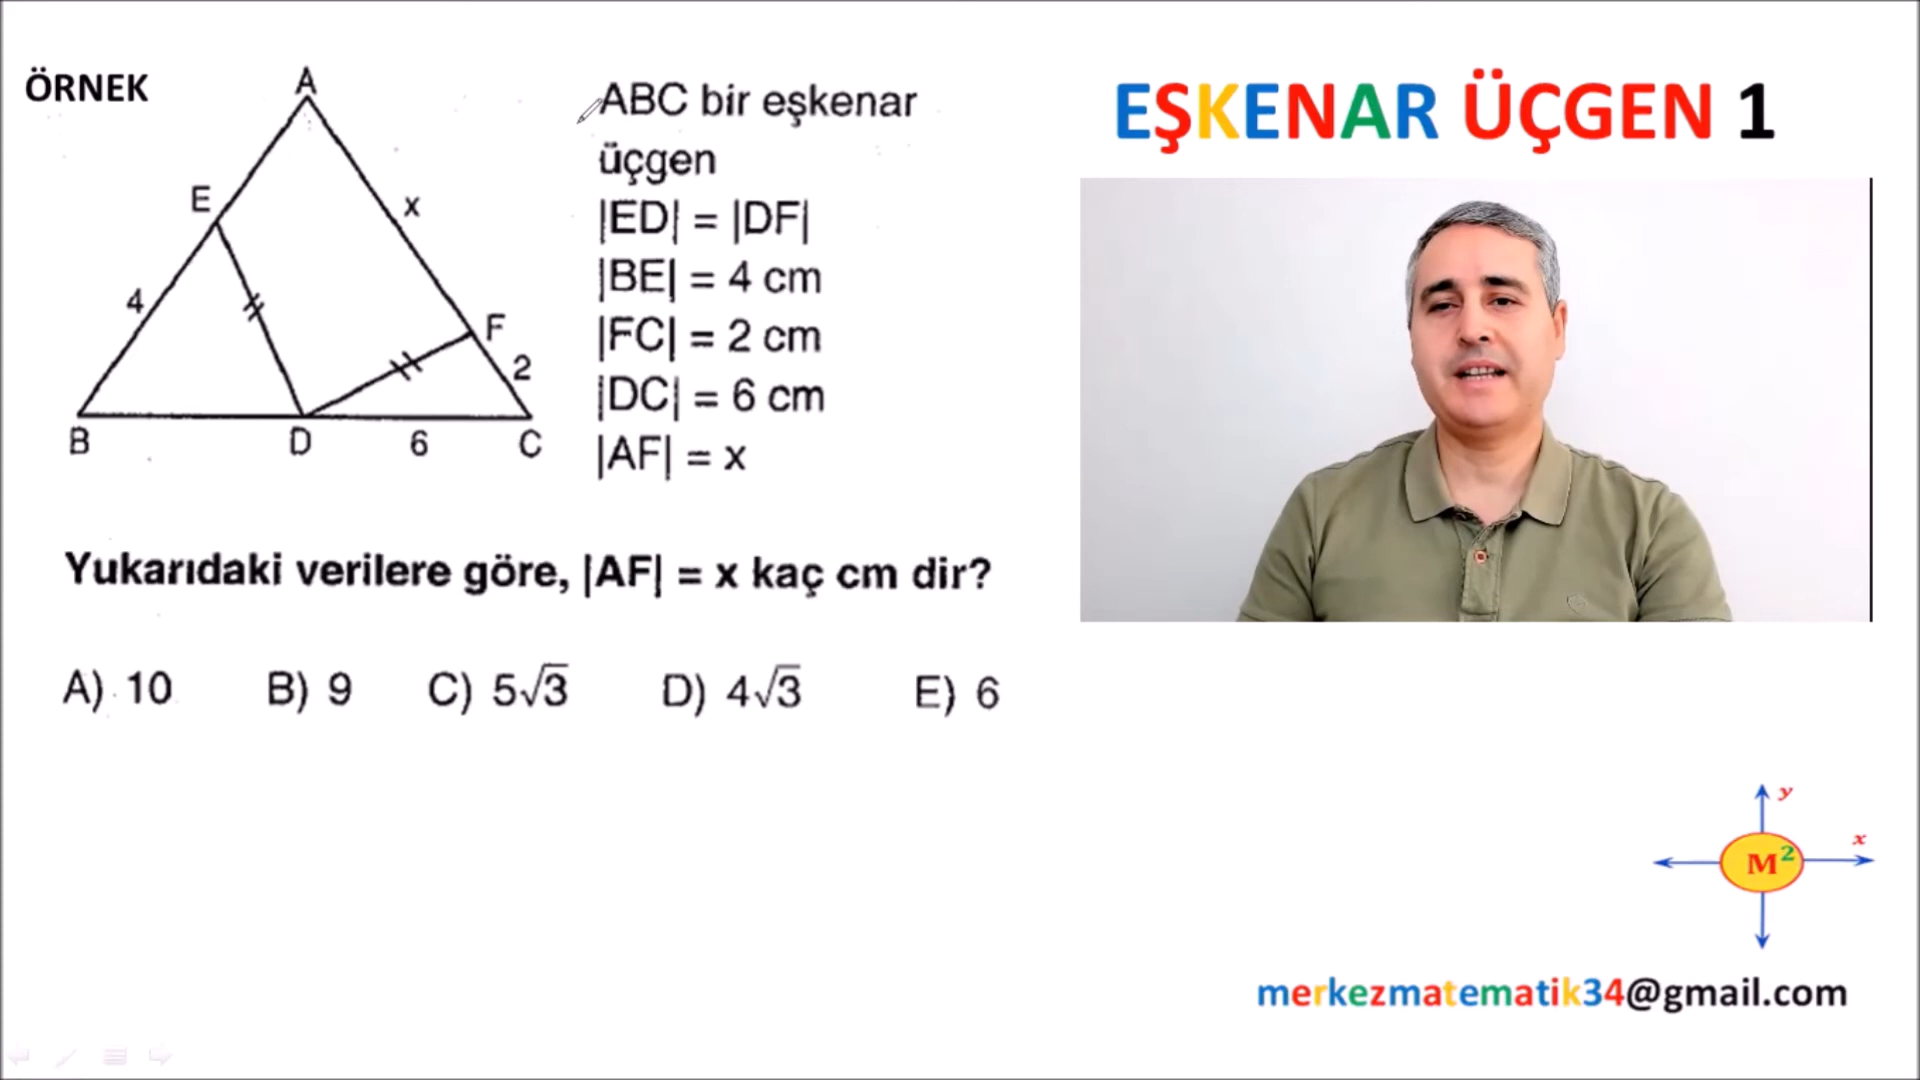 ÖRNEK
A
E
x
4
F
2
B
D
6
C
ABC bir eşkenar
üçgen
|ED| = |DF|
|BE| = 4 cm
|FC| = 2 cm
|DC| = 6 cm
|AF| = x
Yukarıdaki verilere göre, |AF| = x kaç cm dir?
A) 10 B) 9 C) 5√3 D) 4√3 E) 6
EŞKENAR ÜÇGEN 1
y
x
M²
merkezmatematik34@gmail.com